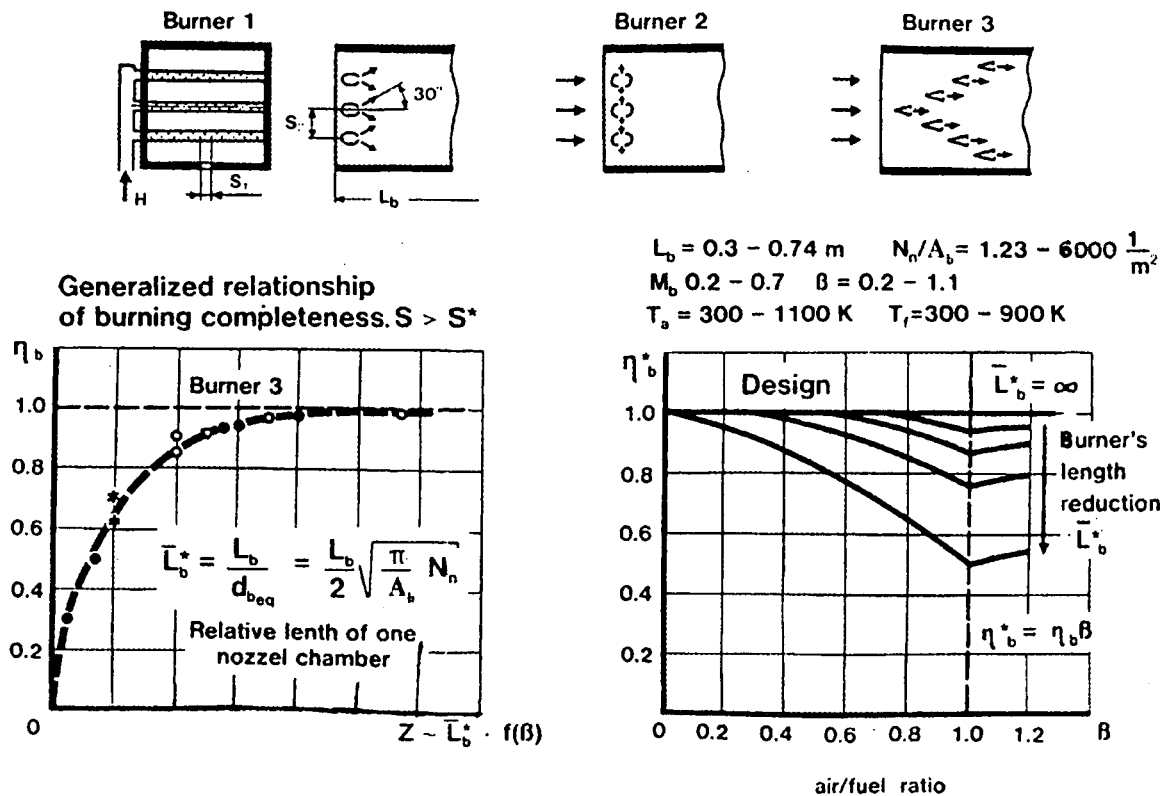 Burner 1
Burner 2
Burner 3
30°
S₂
S₁
H
L_b
L_b = 0.3 – 0.74 m N_n/A_b = 1.23 – 6000 1/m²
M_b 0.2 – 0.7 ß = 0.2 – 1.1
T_a = 300 – 1100 K T_f=300 – 900 K
Generalized relationship
of burning completeness. S > S*
η_b
Burner 3
1.0
0.8
0.6
0.4
0.2
0
L̄*_b = L_b/d_beq = L_b/2 √(π/A_b N_n)
Relative lenth of one
nozzel chamber
Z ~ L̄*_b · f(ß)
η*_b
Design
L̄*_b = ∞
1.0
0.8
0.6
0.4
0.2
Burner's
length
reduction
L̄*_b
η*_b = η_b ß
0 0.2 0.4 0.6 0.8 1.0 1.2 ß
air/fuel ratio